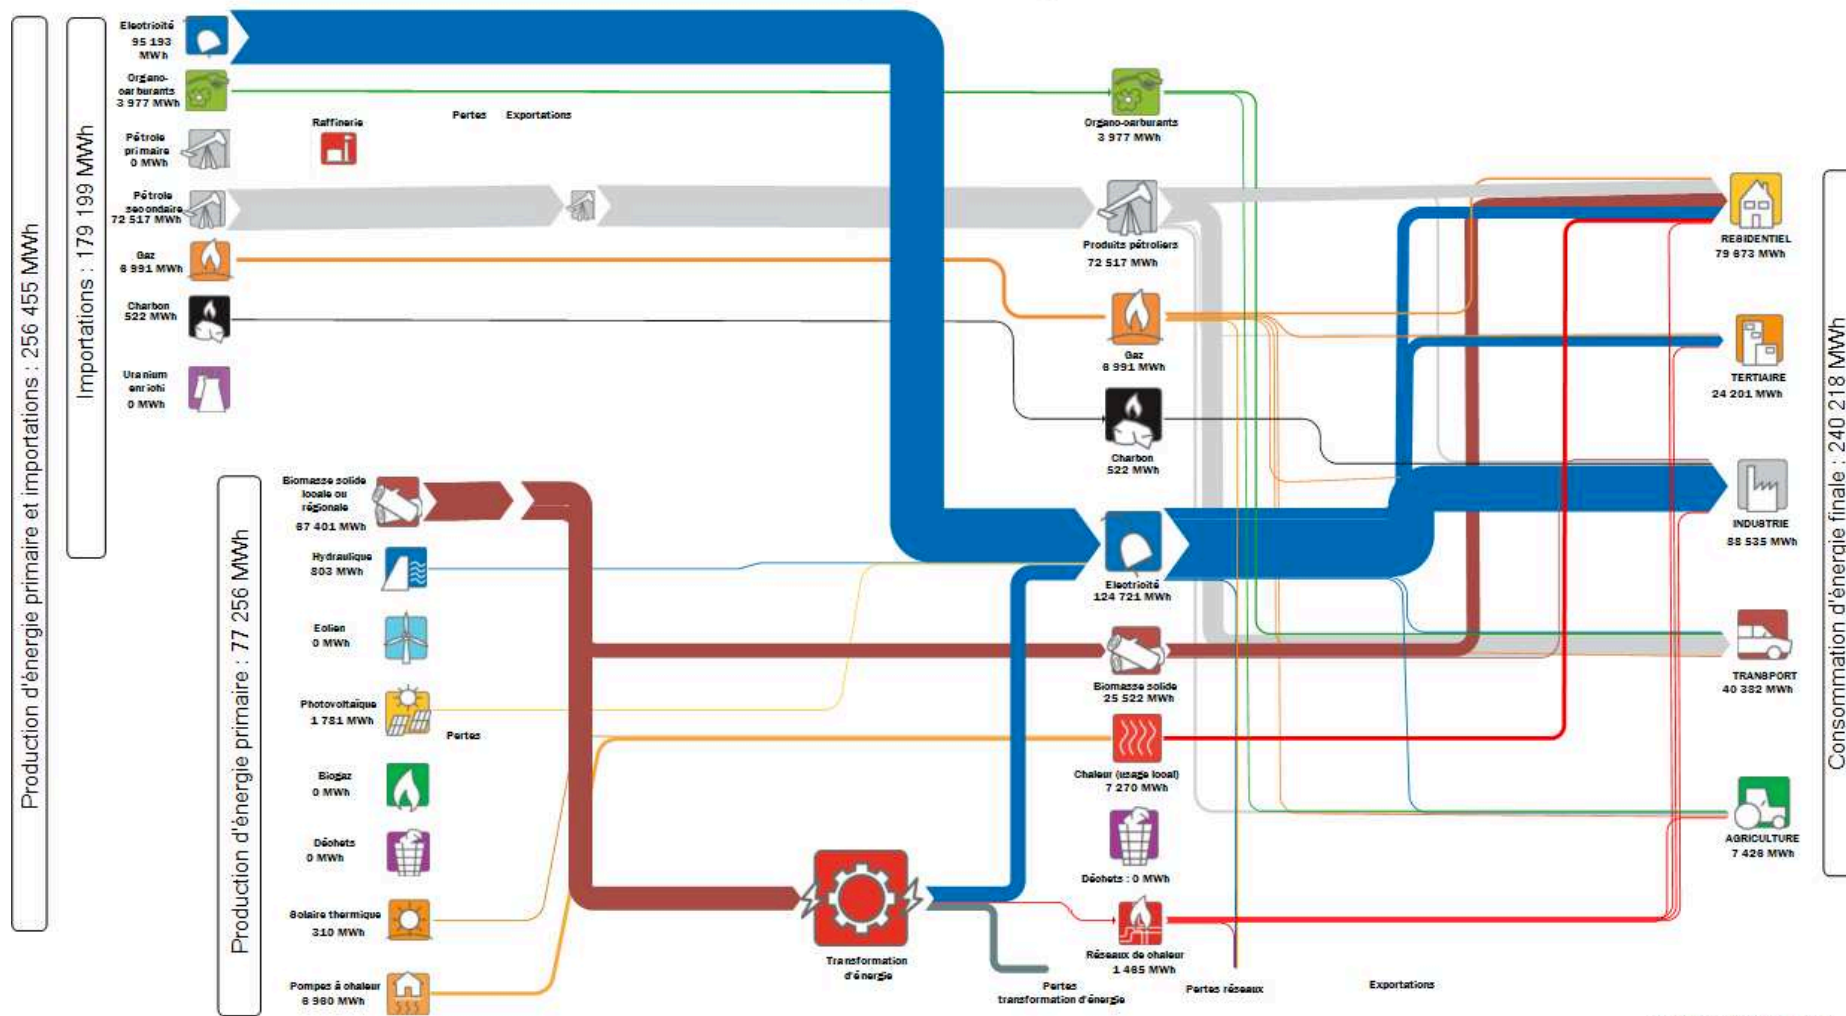 Production d'énergie primaire et importations : 256 455 MWh
Importations : 179 199 MWh
Electricité
95 193
MWh
Organo-
carburants
3 977 MWh
Pétrole
primaire
0 MWh
Pétrole
secondaire
72 517 MWh
Gaz
6 991 MWh
Charbon
522 MWh
Uranium
enrichi
0 MWh
Raffinerie
Pertes
Exportations
Production d'énergie primaire : 77 256 MWh
Biomasse solide
locale ou
régionale
67 401 MWh
Hydraulique
803 MWh
Eolien
0 MWh
Photovoltaïque
1 781 MWh
Biogaz
0 MWh
Déchets
0 MWh
Solaire thermique
310 MWh
Pompes à chaleur
6 960 MWh
Pertes
Transformation
d'énergie
Organo-carburants
3 977 MWh
Produits pétroliers
72 517 MWh
Gaz
6 991 MWh
Charbon
522 MWh
Electricité
124 721 MWh
Biomasse solide
25 522 MWh
Chaleur (usage local)
7 270 MWh
Déchets : 0 MWh
Réseaux de chaleur
1 465 MWh
Pertes
transformation d'énergie
Pertes réseaux
Exportations
RESIDENTIEL
79 673 MWh
TERTIAIRE
24 201 MWh
INDUSTRIE
88 535 MWh
TRANSPORT
40 382 MWh
AGRICULTURE
7 426 MWh
Consommation d'énergie finale : 240 218 MWh